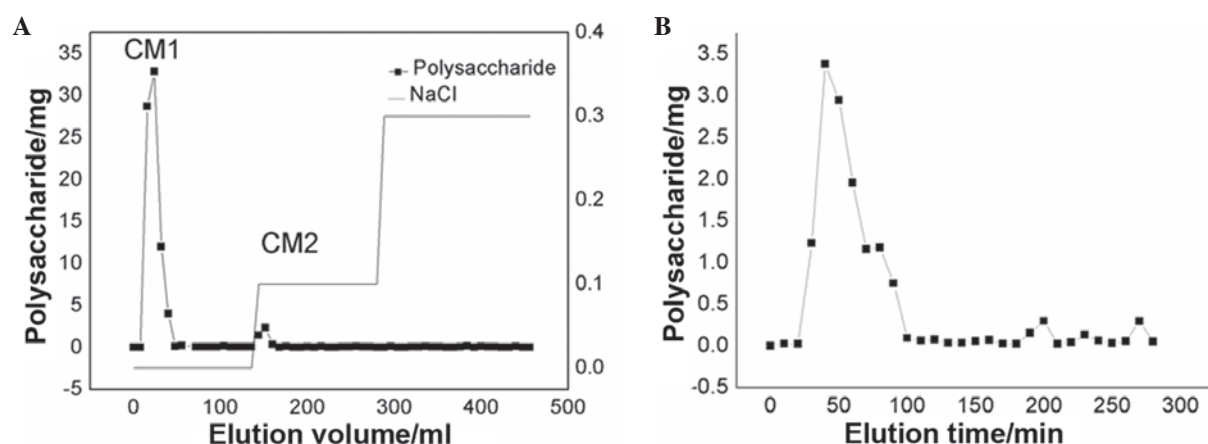 A
CM1
CM2
Polysaccharide
NaCl
35
30
25
20
15
10
5
0
-5
0.4
0.3
0.2
0.1
0.0
0 100 200 300 400 500
Polysaccharide/mg
Elution volume/ml
B
3.5
3.0
2.5
2.0
1.5
1.0
0.5
0.0
-0.5
0 50 100 150 200 250 300
Polysaccharide/mg
Elution time/min